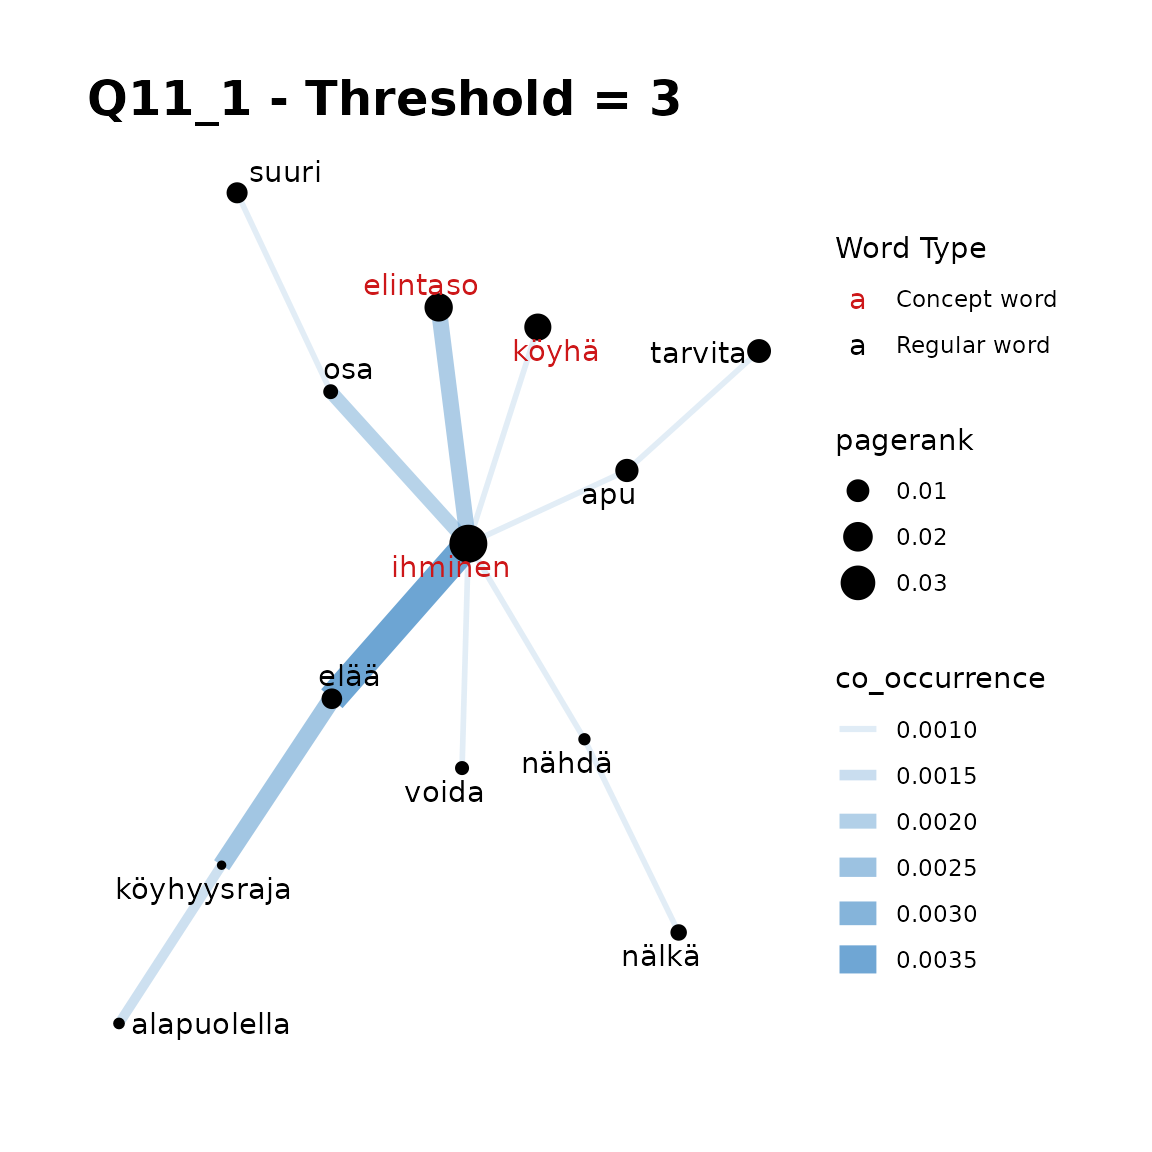 Q11_1 - Threshold = 3
suuri
elintaso
köyhä
tarvita
osa
apu
ihminen
elää
nähdä
voida
köyhyysraja
nälkä
alapuolella
Word Type
a Concept word
a Regular word
pagerank
0.01
0.02
0.03
co_occurrence
0.0010
0.0015
0.0020
0.0025
0.0030
0.0035